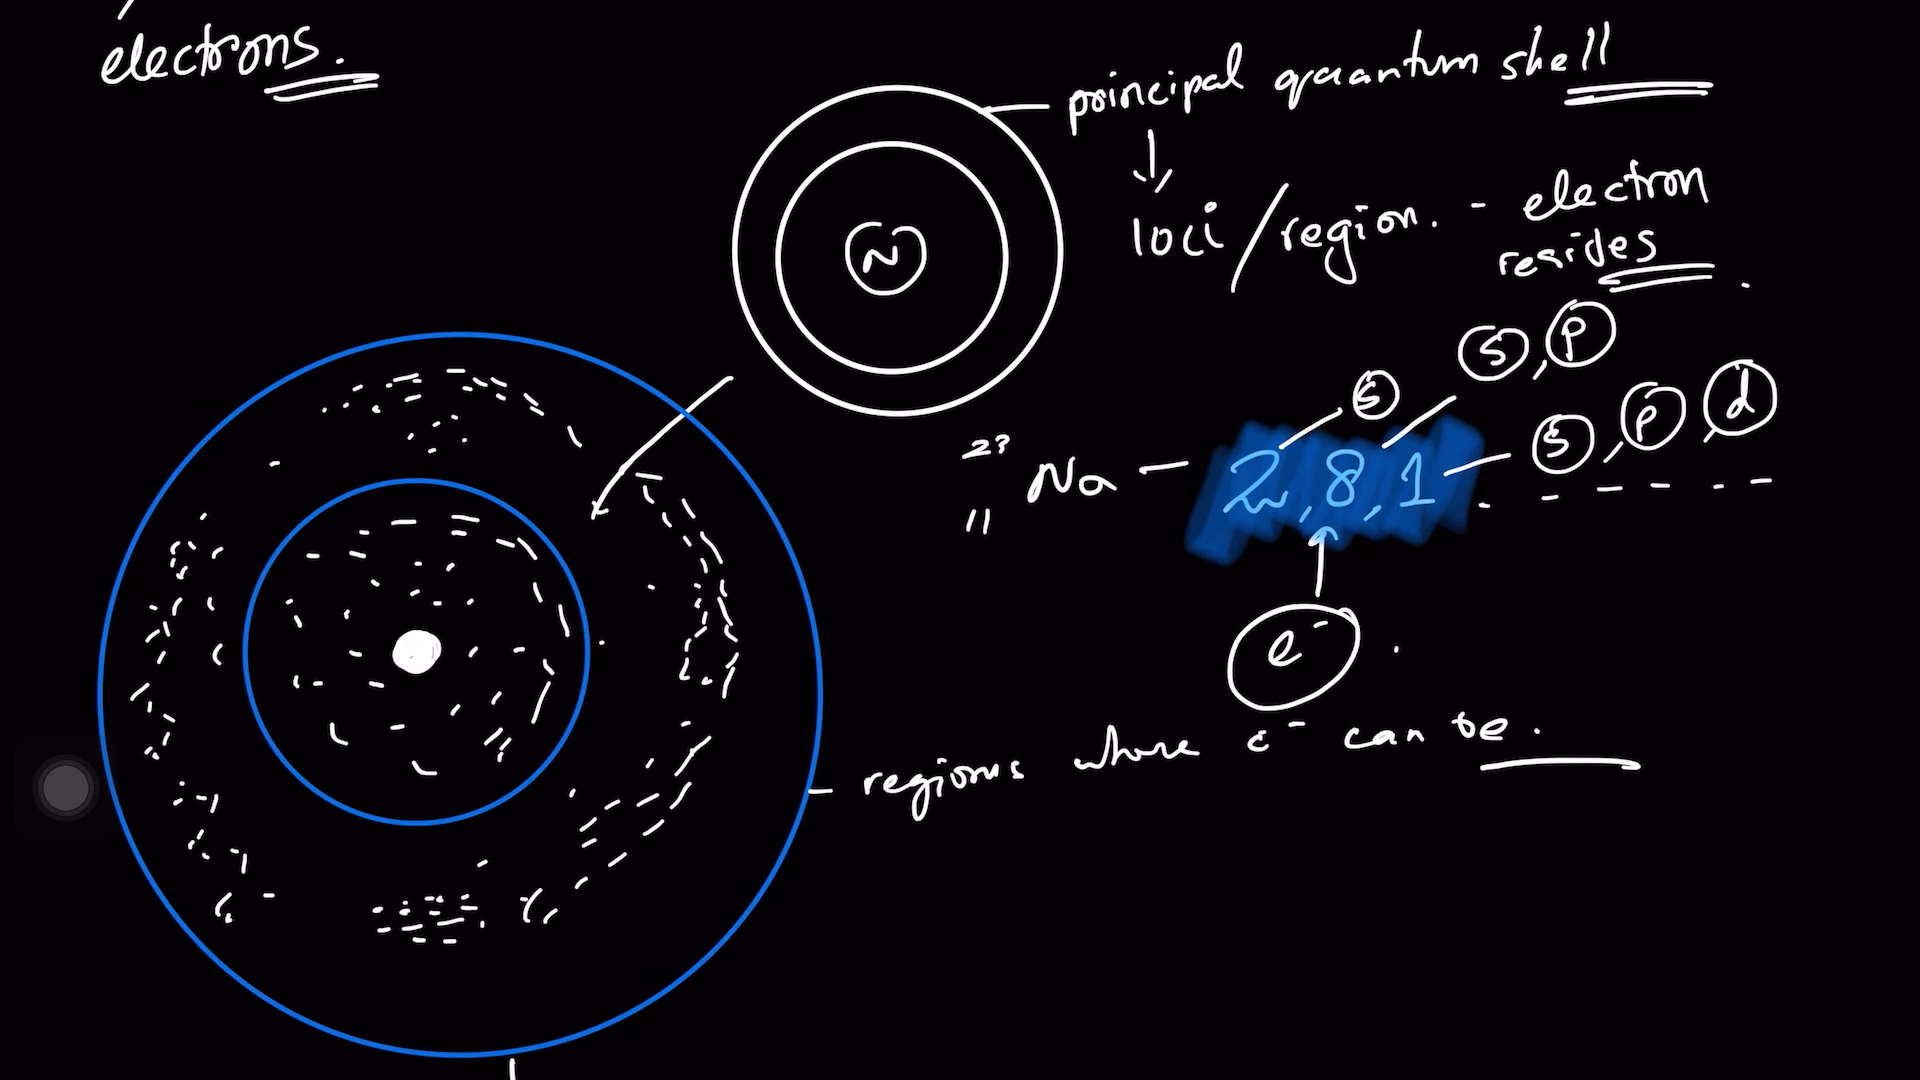 electrons.
principal quantum shell
loci/region. - electron
resides
N
s
s, p
s, p, d
23
11 Na - 2,8,1
e⁻
regions where e⁻ can be.